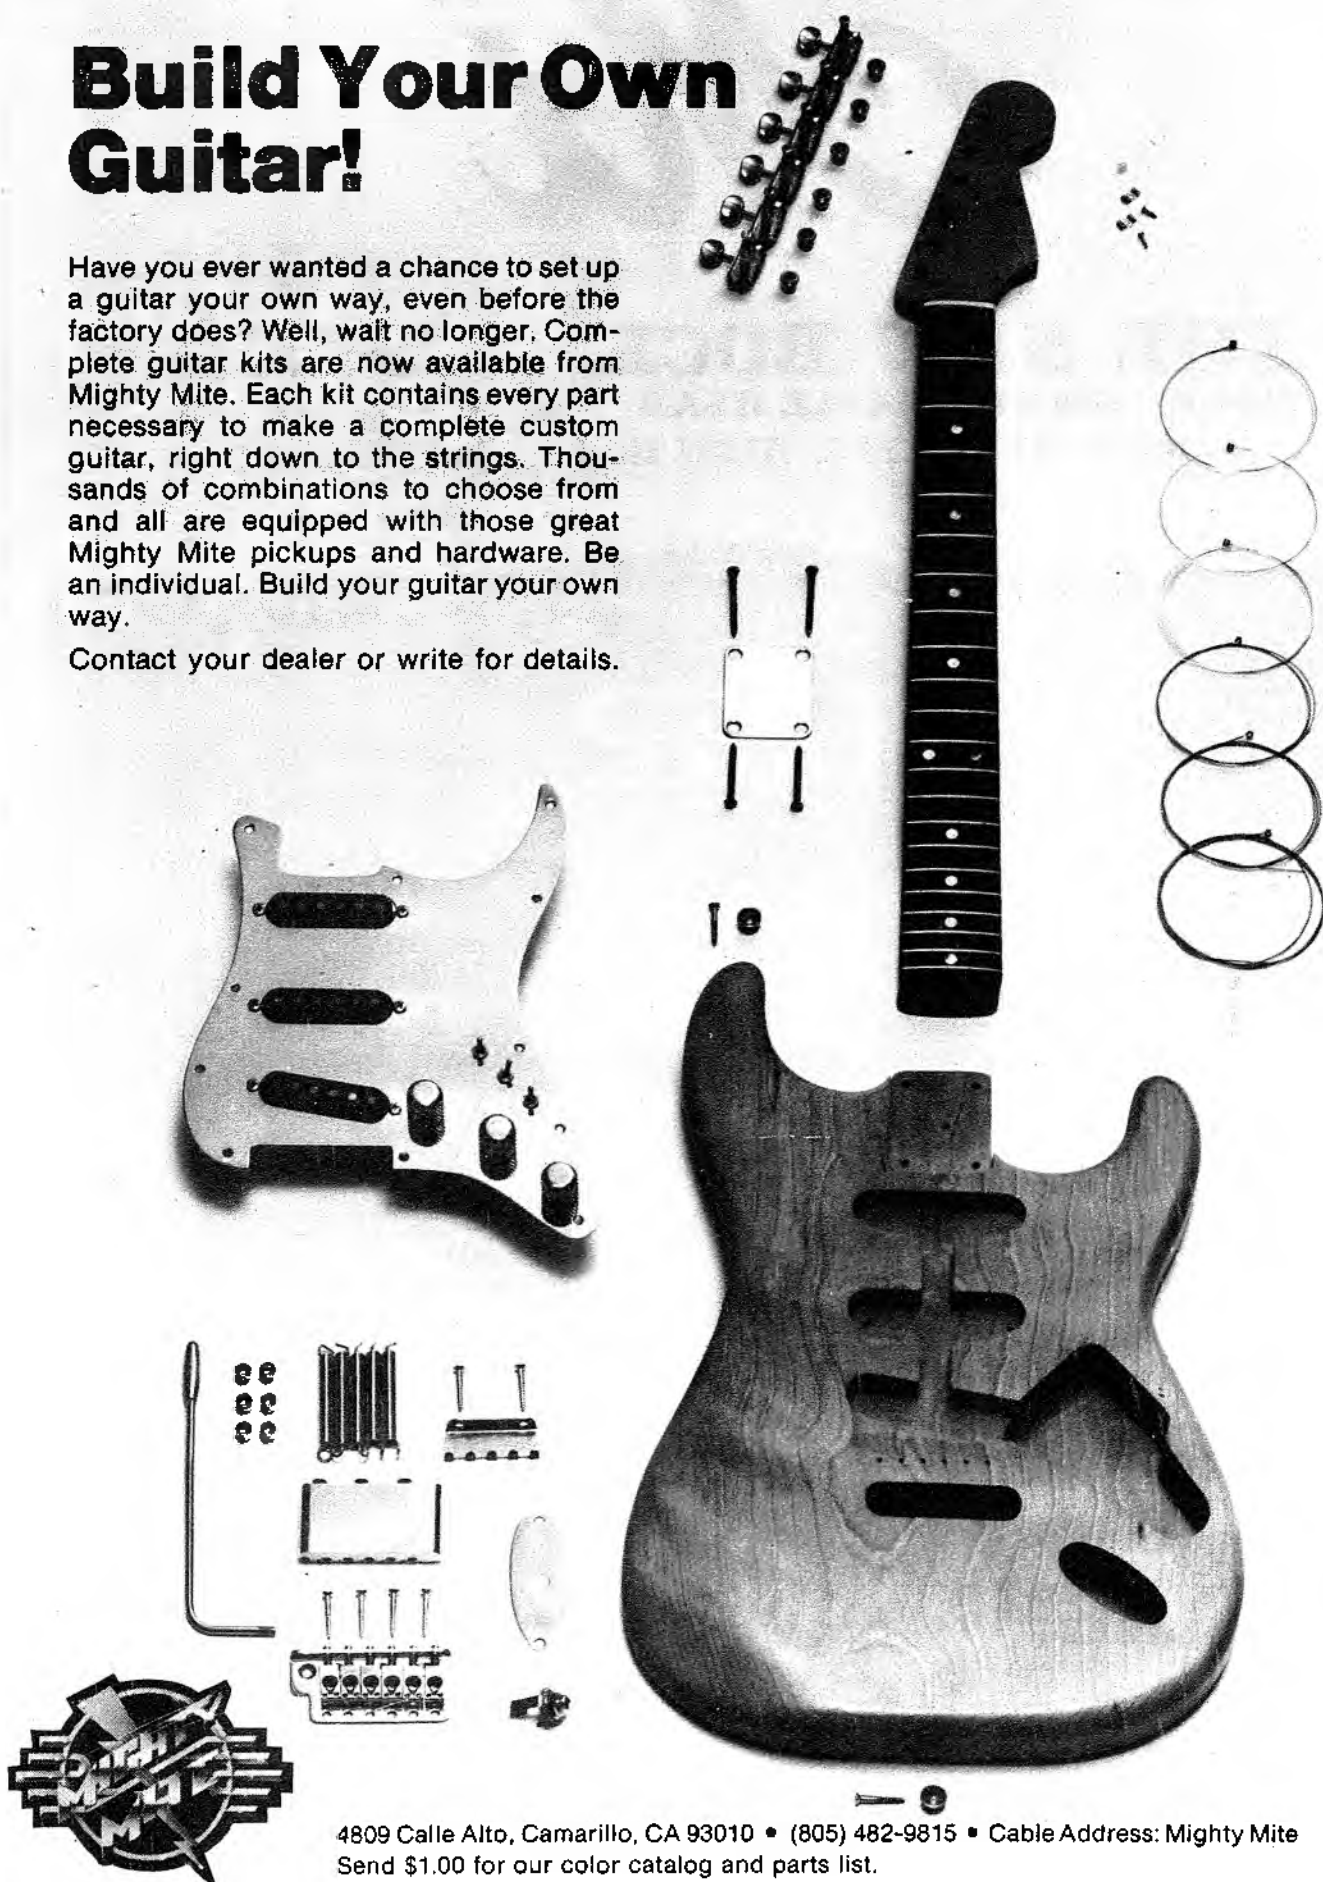 Build Your Own
Guitar!
Have you ever wanted a chance to set up
a guitar your own way, even before the
factory does? Well, wait no longer. Com-
plete guitar kits are now available from
Mighty Mite. Each kit contains every part
necessary to make a complete custom
guitar, right down to the strings. Thou-
sands of combinations to choose from
and all are equipped with those great
Mighty Mite pickups and hardware. Be
an individual. Build your guitar your own
way.
Contact your dealer or write for details.
MIGHTY
MITE
4809 Calle Alto, Camarillo, CA 93010 • (805) 482-9815 • Cable Address: Mighty Mite
Send $1.00 for our color catalog and parts list.